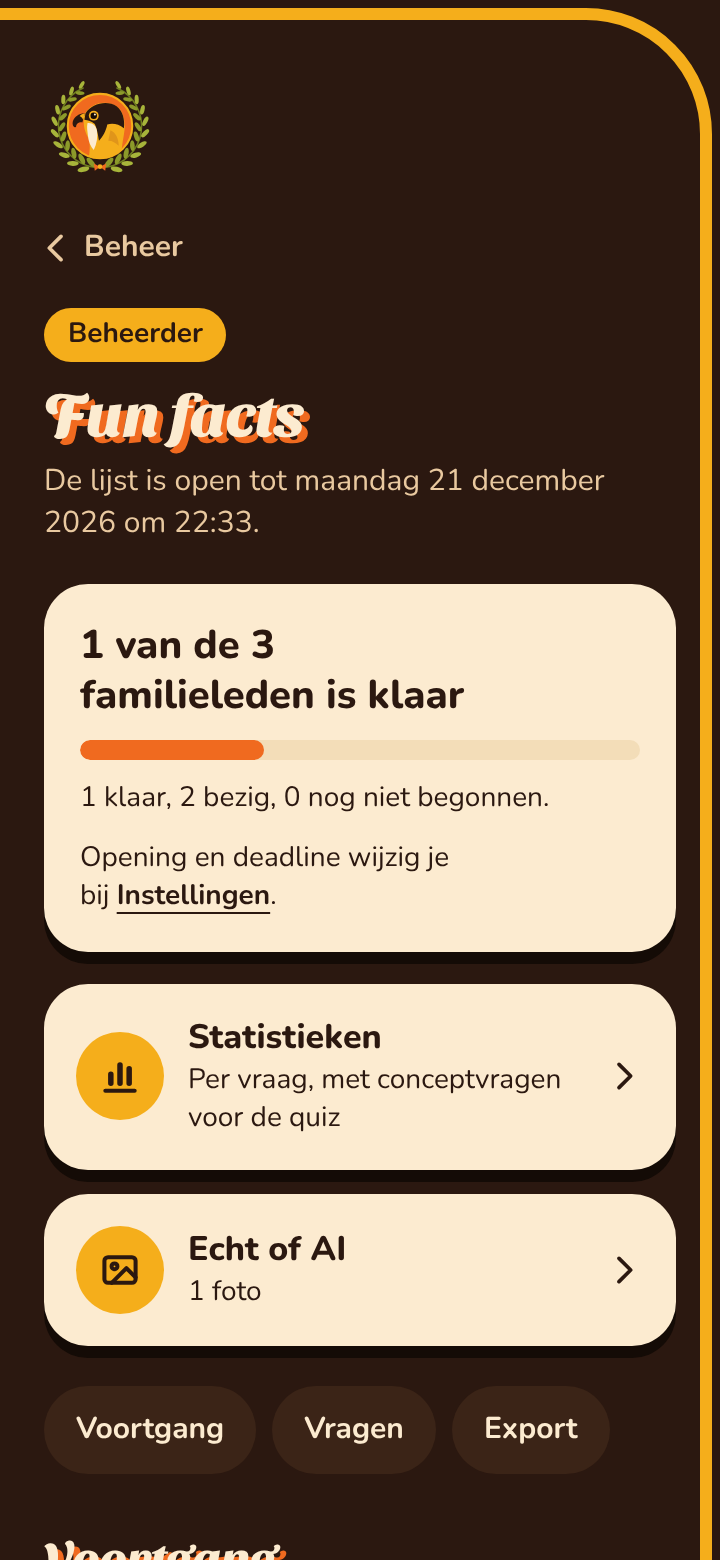 Beheer
Beheerder
Fun facts
De lijst is open tot maandag 21 december
2026 om 22:33.
1 van de 3
familieleden is klaar
1 klaar, 2 bezig, 0 nog niet begonnen.
Opening en deadline wijzig je
bij Instellingen.
Statistieken
Per vraag, met conceptvragen
voor de quiz
Echt of AI
1 foto
Voortgang
Vragen
Export
Voortgang